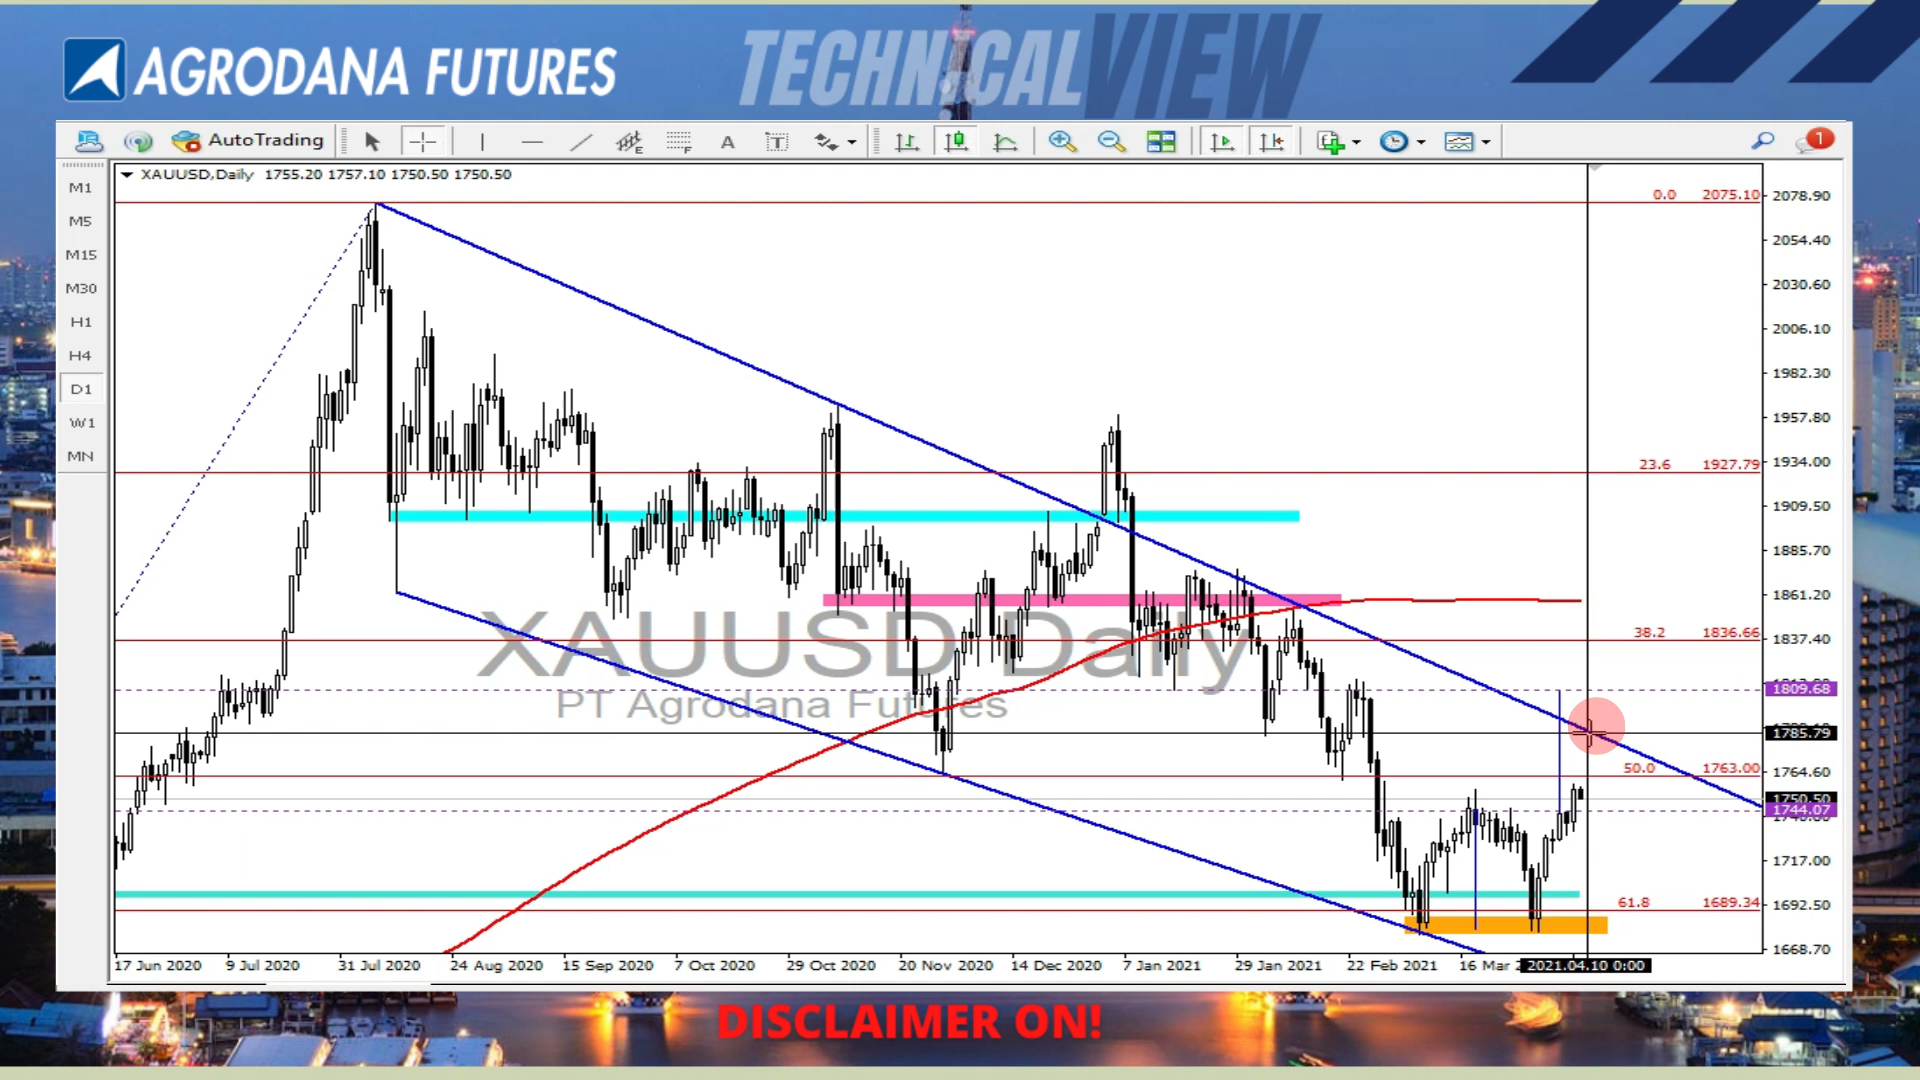 AGRODANA FUTURES
TECHNICAL VIEW
AutoTrading
A
T
E
F
1
M1
M5
M15
M30
H1
H4
D1
W1
MN
XAUUSD,Daily 1755.20 1757.10 1750.50 1750.50
0.0 2075.10
23.6 1927.79
38.2 1836.66
50.0 1763.00
61.8 1689.34
XAUUSD Daily
PT Agrodana Futures
2078.90
2054.40
2030.60
2006.10
1982.30
1957.80
1934.00
1909.50
1885.70
1861.20
1837.40
1809.68
1785.79
1764.60
1750.50
1744.07
1717.00
1692.50
1668.70
17 Jun 2020 9 Jul 2020 31 Jul 2020 24 Aug 2020 15 Sep 2020 7 Oct 2020 29 Oct 2020 20 Nov 2020 14 Dec 2020 7 Jan 2021 29 Jan 2021 22 Feb 2021 16 Mar 2021.04.10 0:00
DISCLAIMER ON!